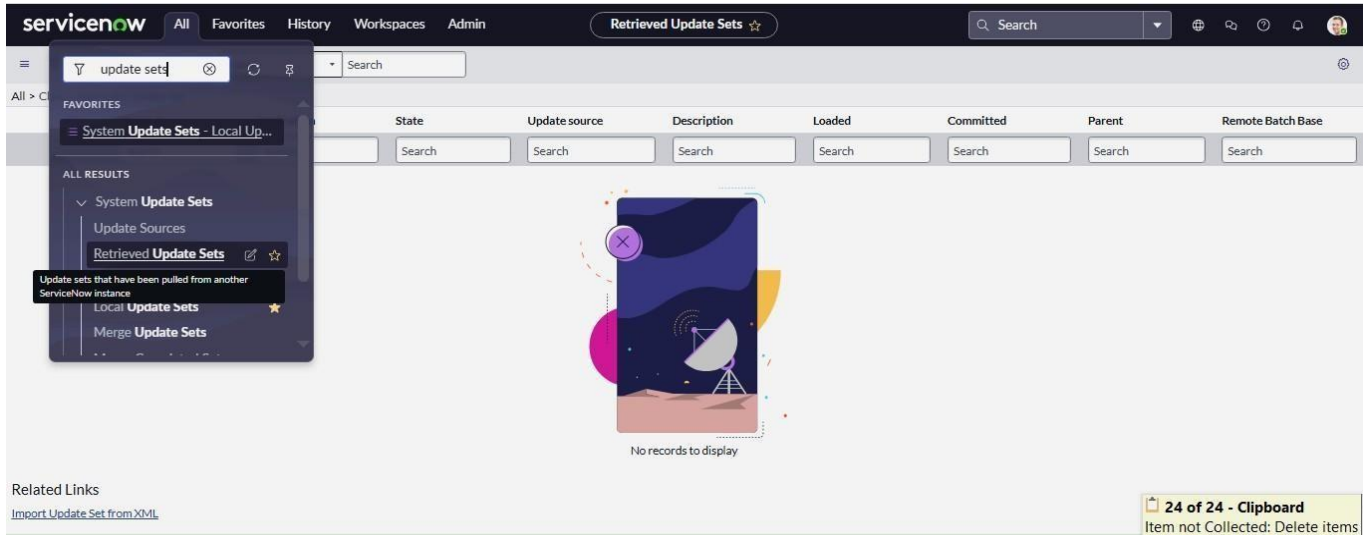 servicenow All Favorites History Workspaces Admin Retrieved Update Sets Search
update sets Search
All > Cl
FAVORITES
System Update Sets - Local Up...
State Update source Description Loaded Committed Parent Remote Batch Base
Search Search Search Search Search Search Search
ALL RESULTS
System Update Sets
Update Sources
Retrieved Update Sets
Update sets that have been pulled from another
ServiceNow instance
Local Update Sets
Merge Update Sets
No records to display
Related Links
Import Update Set from XML
24 of 24 - Clipboard
Item not Collected: Delete items